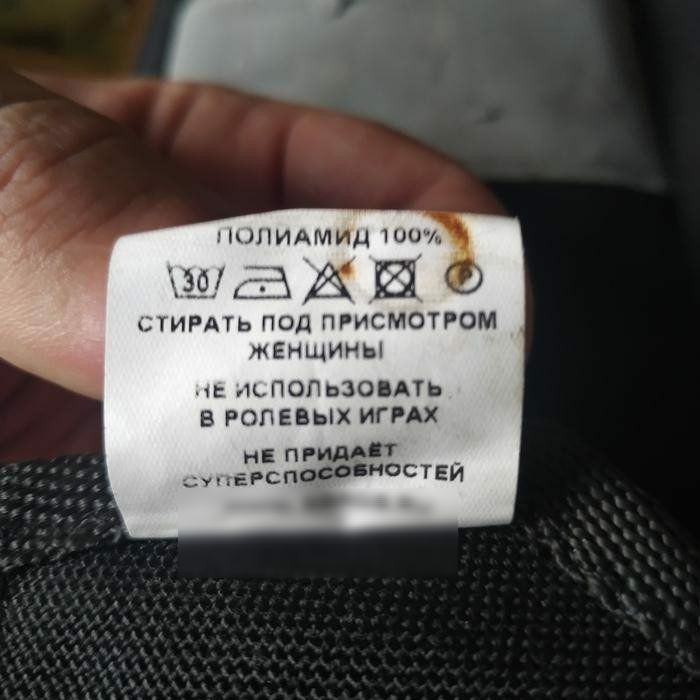 ПОЛИАМИД 100%
30 P
СТИРАТЬ ПОД ПРИСМОТРОМ
ЖЕНЩИНЫ
НЕ ИСПОЛЬЗОВАТЬ
В РОЛЕВЫХ ИГРАХ
НЕ ПРИДАЁТ
СУПЕРСПОСОБНОСТЕЙ